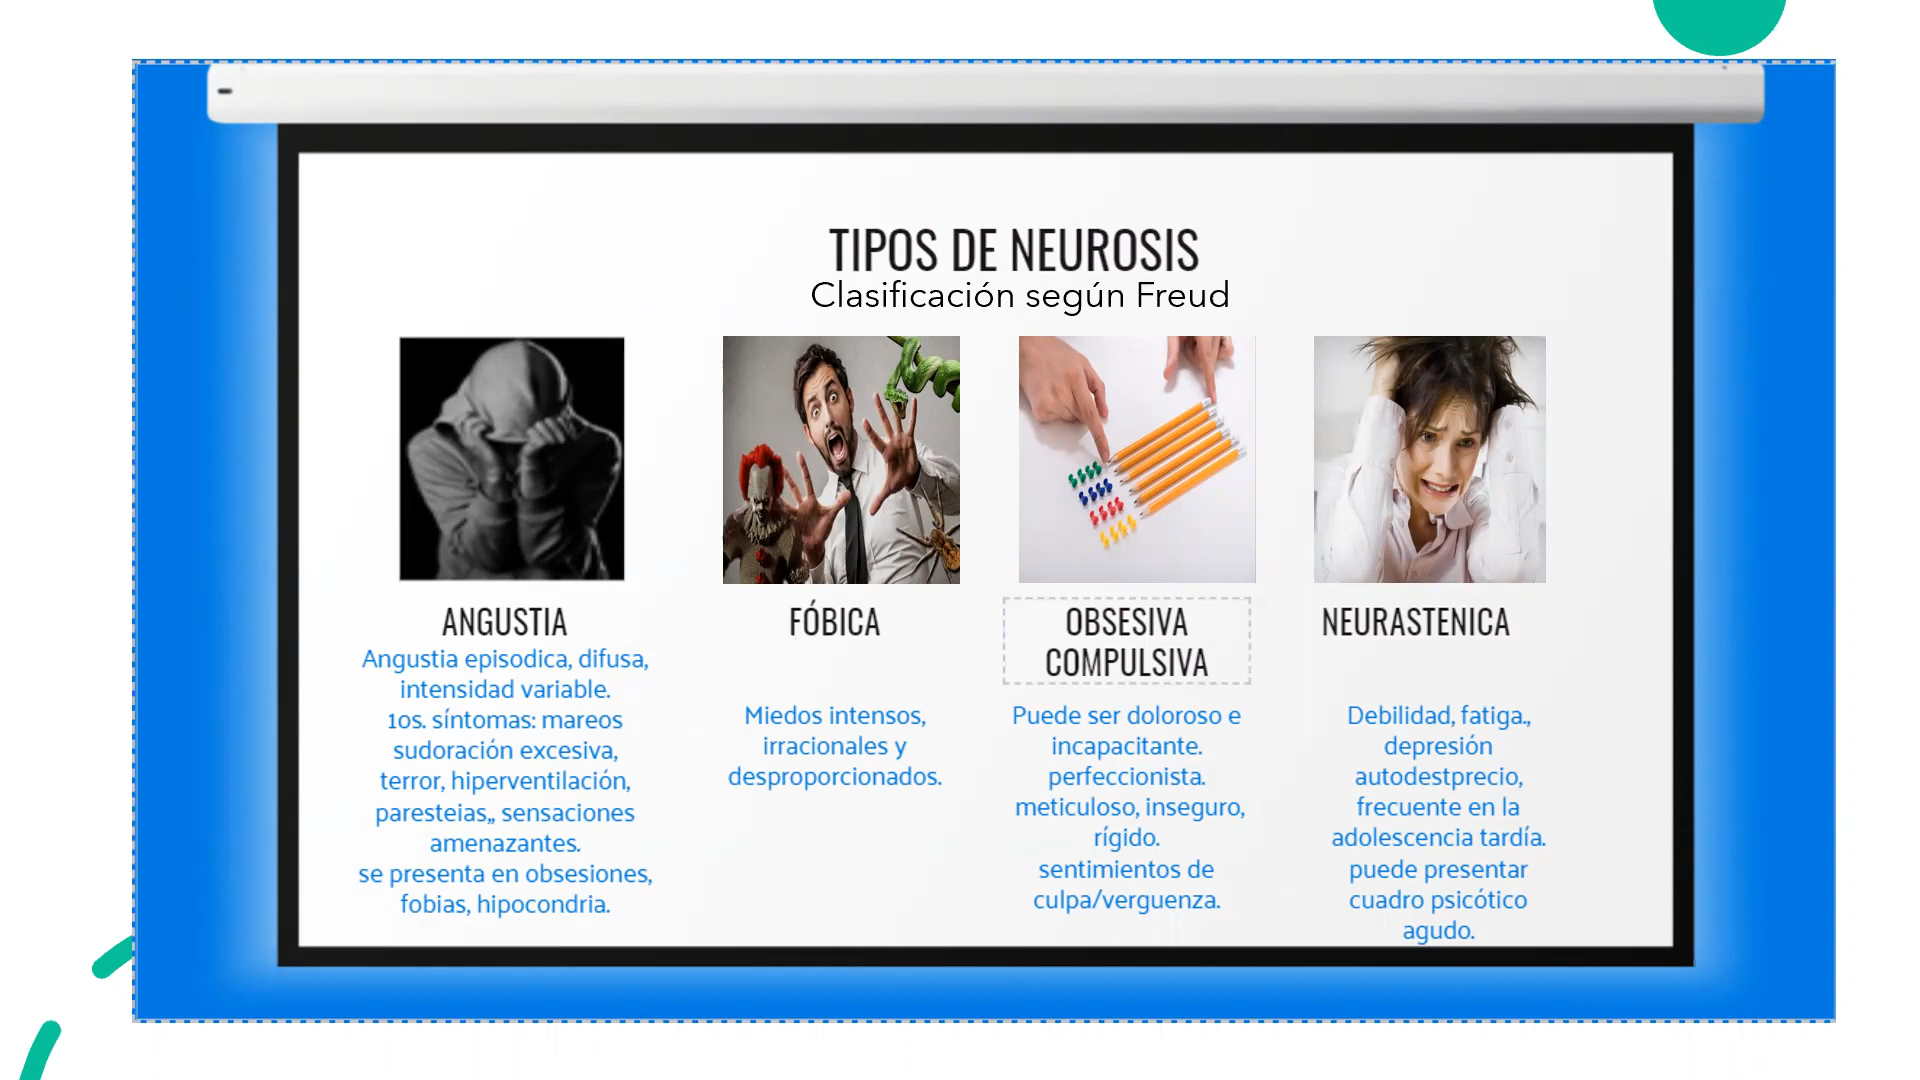 TIPOS DE NEUROSIS
Clasificación según Freud
ANGUSTIA
Angustia episodica, difusa,
intensidad variable.
1os. síntomas: mareos
sudoración excesiva,
terror, hiperventilación,
paresteias,, sensaciones
amenazantes.
se presenta en obsesiones,
fobias, hipocondria.
FÓBICA
Miedos intensos,
irracionales y
desproporcionados.
OBSESIVA
COMPULSIVA
Puede ser doloroso e
incapacitante.
perfeccionista.
meticuloso, inseguro,
rígido.
sentimientos de
culpa/verguenza.
NEURASTENICA
Debilidad, fatiga.,
depresión
autodestprecio,
frecuente en la
adolescencia tardía.
puede presentar
cuadro psicótico
agudo.